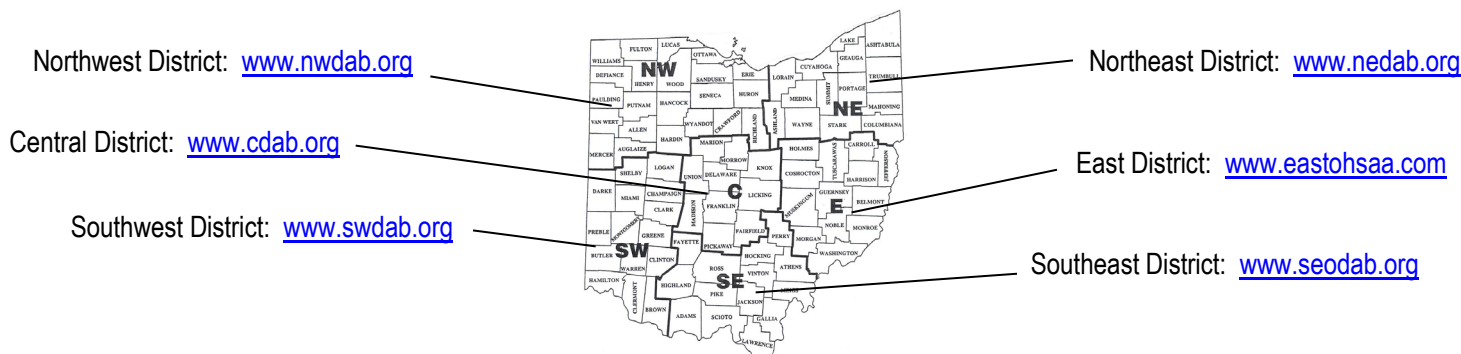 Northwest District: www.nwdab.org
Central District: www.cdab.org
Southwest District: www.swdab.org
Northeast District: www.nedab.org
East District: www.eastohsaa.com
Southeast District: www.seodab.org
WILLIAMS
FULTON
LUCAS
OTTAWA
DEFIANCE
NW
HENRY
WOOD
SANDUSKY
ERIE
PAULDING
PUTNAM
HANCOCK
SENECA
HURON
VAN WERT
ALLEN
WYANDOT
CRAWFORD
RICHLAND
ASHLAND
MERCER
AUGLAIZE
HARDIN
MARION
MORROW
LAKE
ASHTABULA
GEAUGA
CUYAHOGA
TRUMBULL
LORAIN
MEDINA
SUMMIT
PORTAGE
NE
MAHONING
WAYNE
STARK
COLUMBIANA
HOLMES
CARROLL
TUSCARAWAS
JEFFERSON
COSHOCTON
HARRISON
GUERNSEY
BELMONT
MUSKINGUM
E
NOBLE
MONROE
MORGAN
WASHINGTON
SHELBY
LOGAN
UNION
DELAWARE
KNOX
C
LICKING
DARKE
MIAMI
CHAMPAIGN
CLARK
MADISON
FRANKLIN
FAIRFIELD
PERRY
PICKAWAY
PREBLE
MONTGOMERY
GREENE
FAYETTE
SW
BUTLER
WARREN
CLINTON
HAMILTON
CLERMONT
BROWN
HIGHLAND
HOCKING
ROSS
VINTON
ATHENS
SE
PIKE
JACKSON
ADAMS
SCIOTO
GALLIA
LAWRENCE